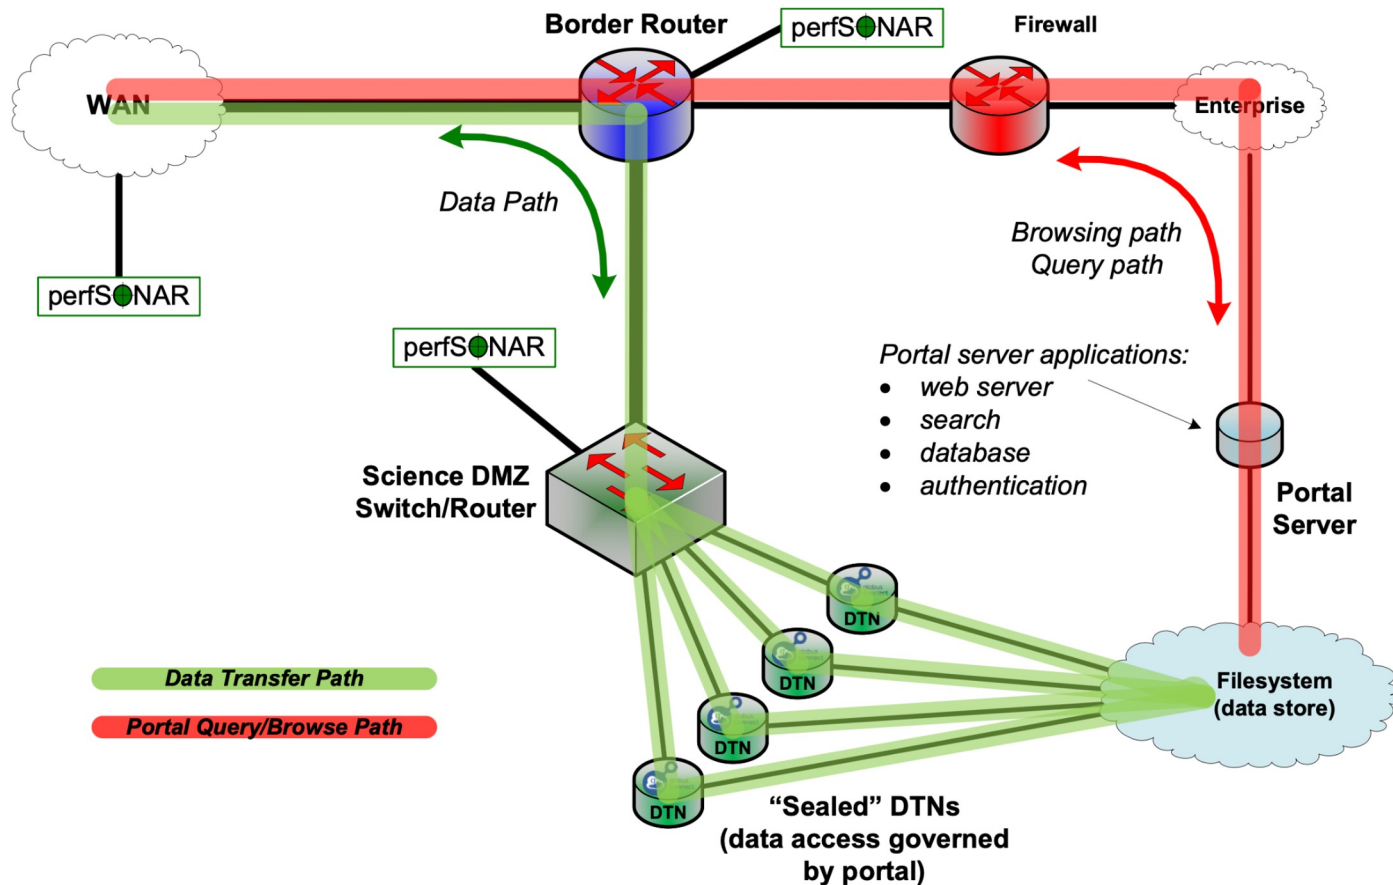 Border Router
perfSONAR
Firewall
WAN
Enterprise
Data Path
Browsing path
Query path
perfSONAR
perfSONAR
Portal server applications:
• web server
• search
• database
• authentication
Science DMZ
Switch/Router
Portal
Server
DTN
DTN
DTN
DTN
Filesystem
(data store)
Data Transfer Path
Portal Query/Browse Path
“Sealed” DTNs
(data access governed
by portal)